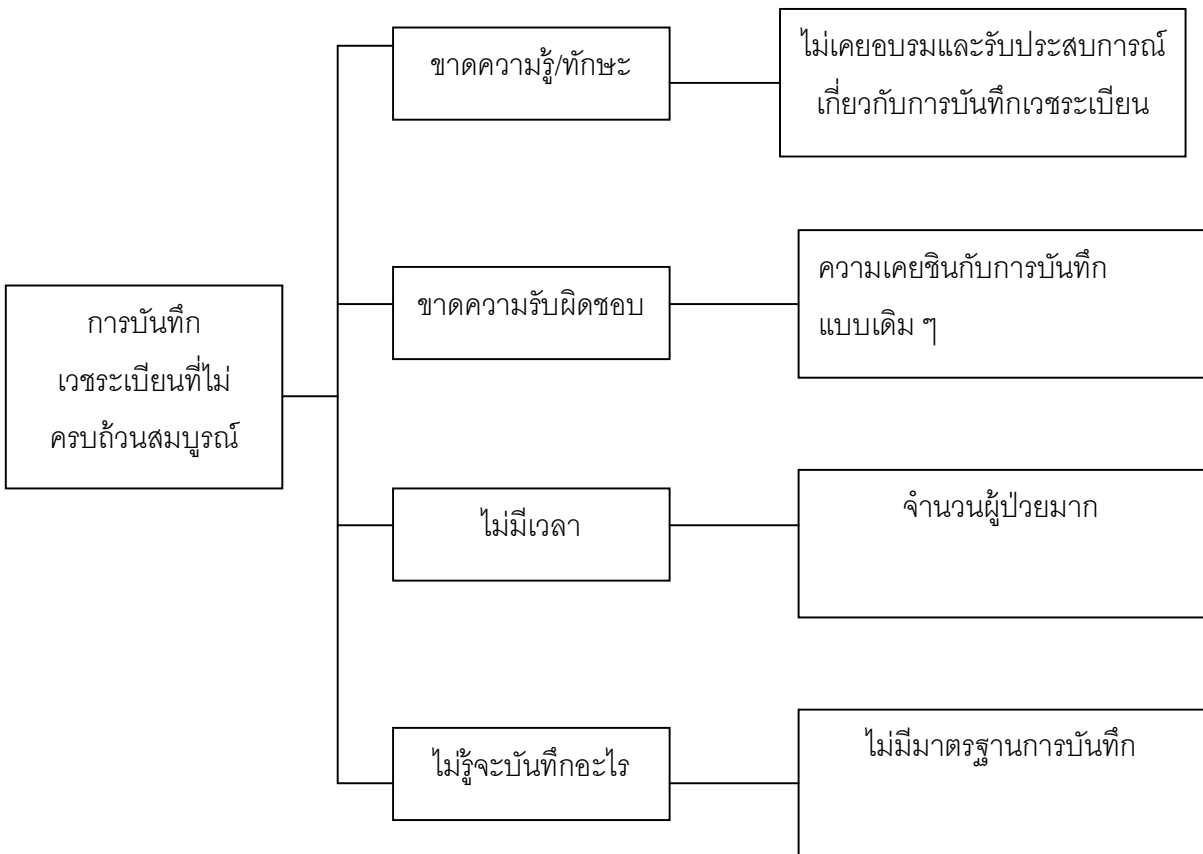 ขาดความรู้/ทักษะ
ไม่เคยอบรมและรับประสบการณ์
เกี่ยวกับการบันทึกเวชระเบียน
การบันทึก
เวชระเบียนที่ไม่
ครบถ้วนสมบูรณ์
ขาดความรับผิดชอบ
ความเคยชินกับการบันทึก
แบบเดิม ๆ
ไม่มีเวลา
จำนวนผู้ป่วยมาก
ไม่รู้จะบันทึกอะไร
ไม่มีมาตรฐานการบันทึก